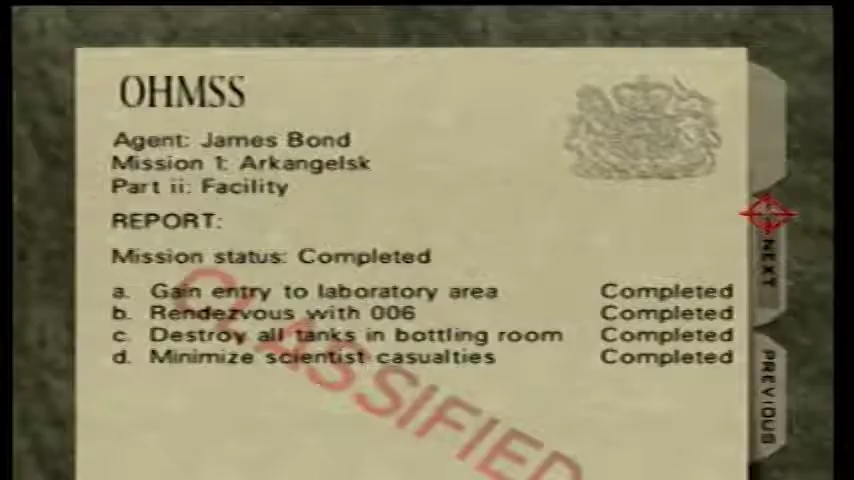 OHMSS
Agent: James Bond
Mission 1: Arkangelsk
Part ii: Facility
REPORT:
Mission status: Completed
a. Gain entry to laboratory area Completed
b. Rendezvous with 006 Completed
c. Destroy all tanks in bottling room Completed
d. Minimize scientist casualties Completed
CLASSIFIED
NEXT
PREVIOUS